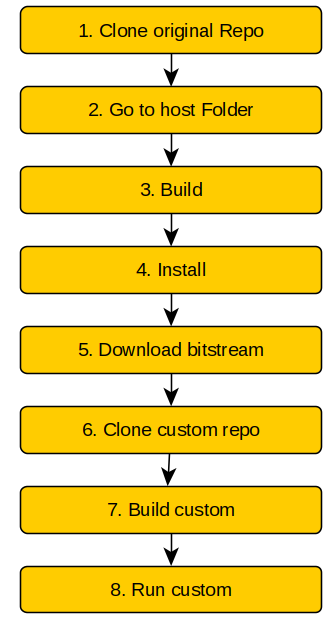 1. Clone original Repo
2. Go to host Folder
3. Build
4. Install
5. Download bitstream
6. Clone custom repo
7. Build custom
8. Run custom